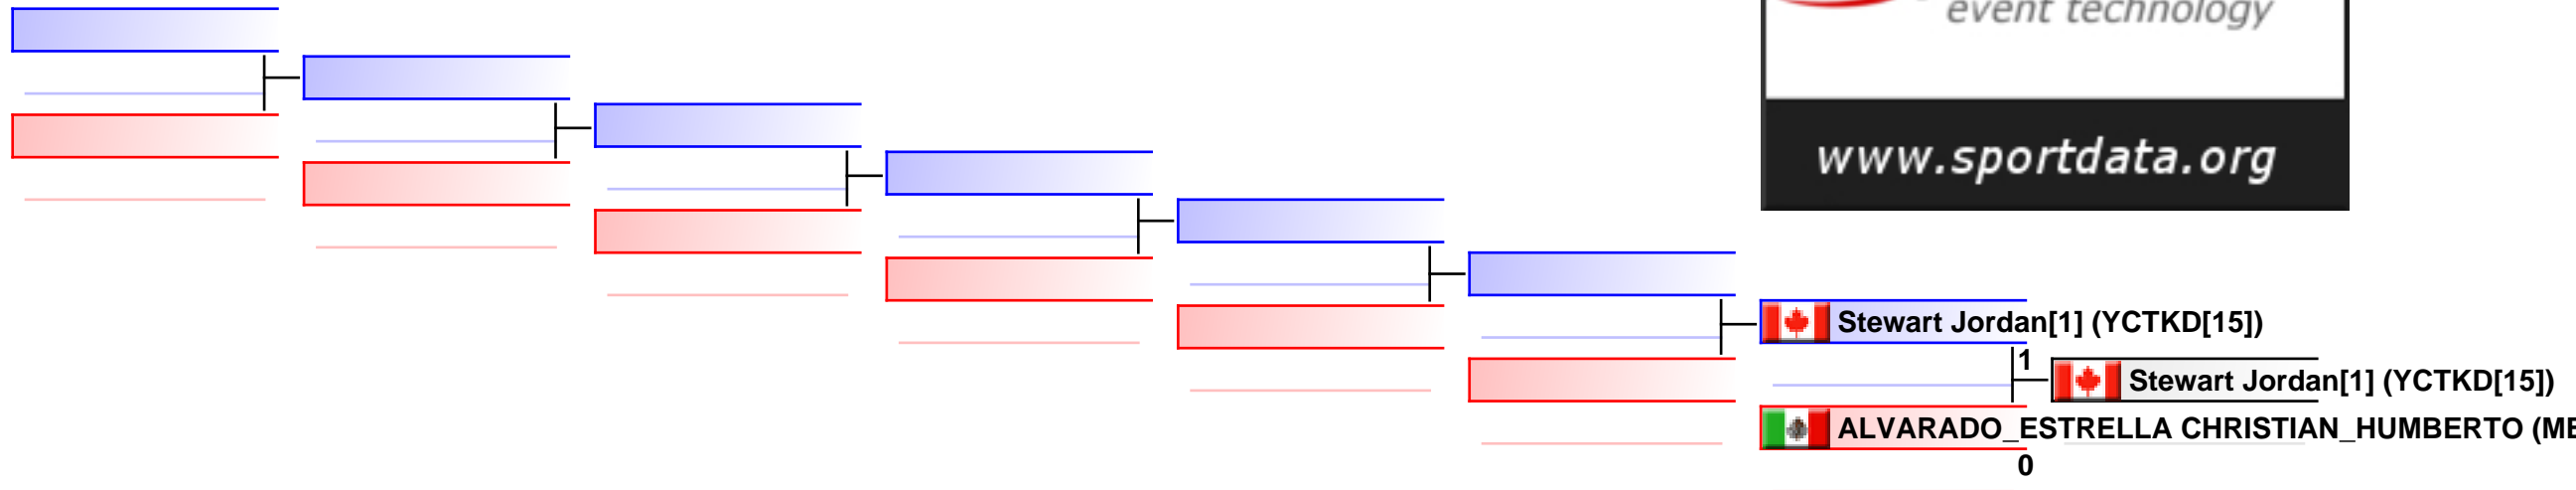 event technology
www.sportdata.org
Stewart Jordan[1] (YCTKD[15])
1
Stewart Jordan[1] (YCTKD[15])
ALVARADO_ESTRELLA CHRISTIAN_HUMBERTO (ME
0